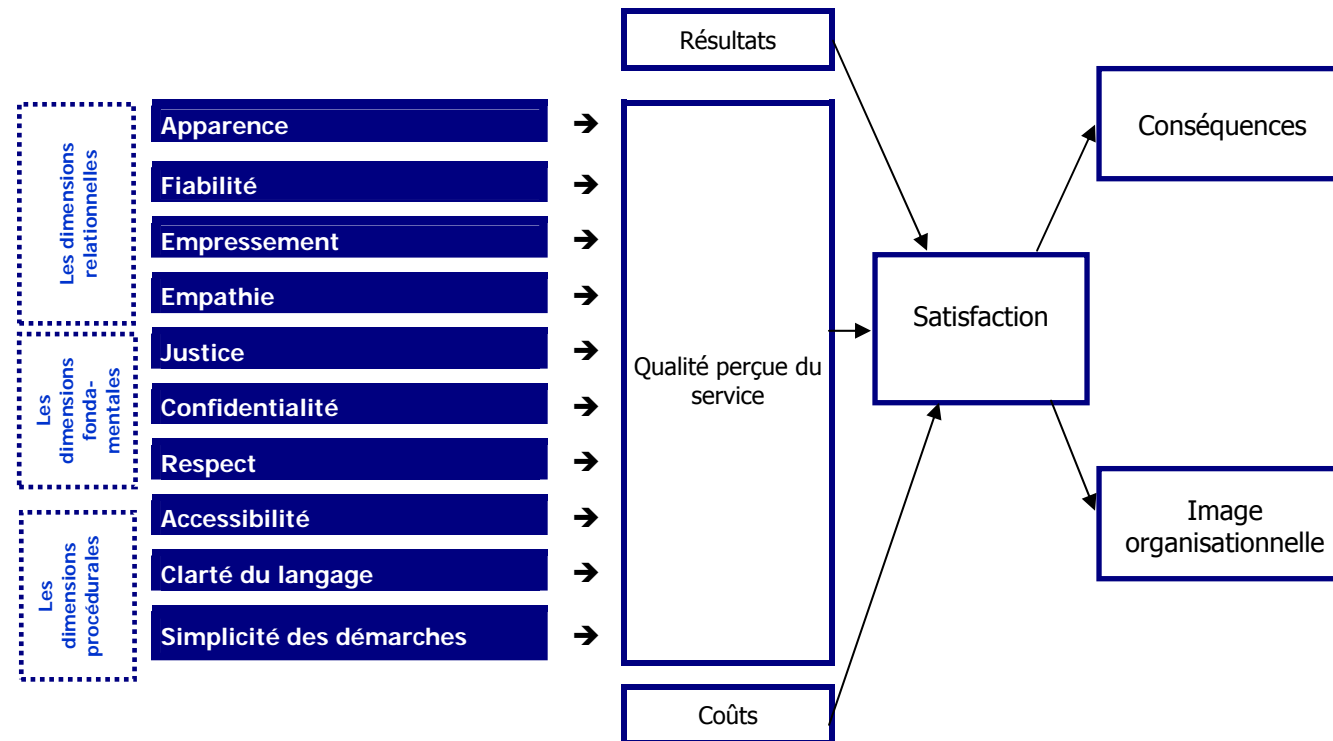 Résultats
Conséquences
Les dimensions
relationnelles
Apparence
➔
Fiabilité
➔
Empressement
➔
Empathie
➔
Les
dimensions
fonda-
mentales
Justice
➔
Confidentialité
➔
Respect
➔
Les
dimensions
procédurales
Accessibilité
➔
Clarté du langage
➔
Simplicité des démarches
➔
Qualité perçue du
service
Satisfaction
Image
organisationnelle
Coûts